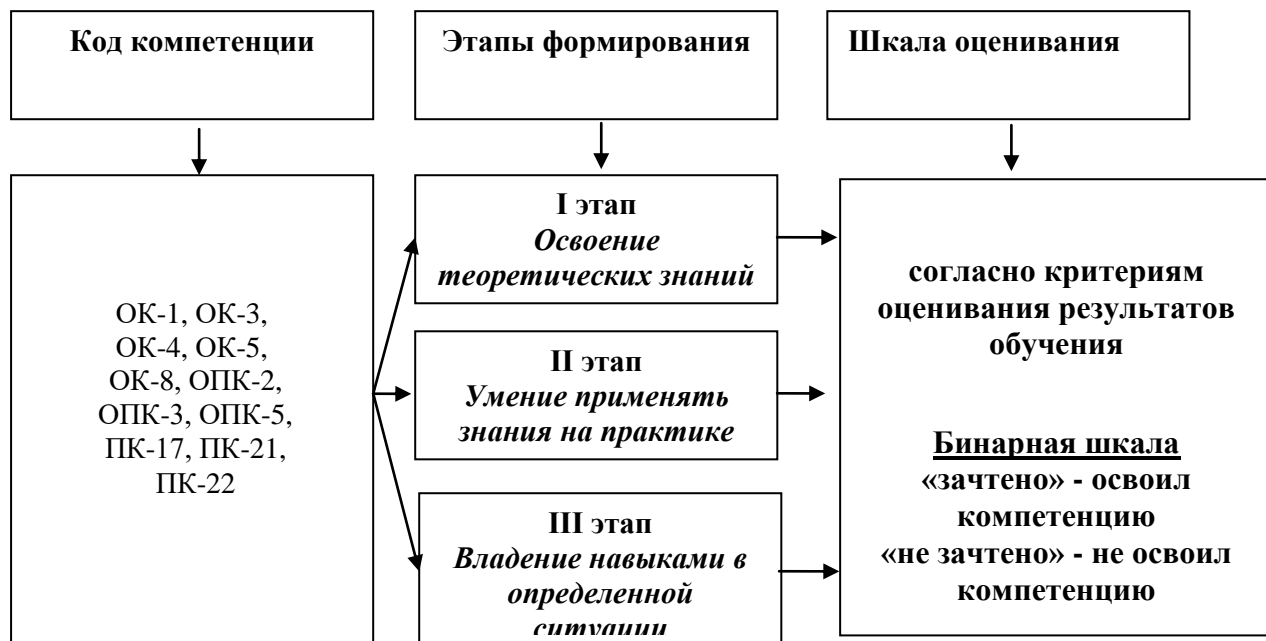 Код компетенции
Этапы формирования
Шкала оценивания
ОК-1, ОК-3,
ОК-4, ОК-5,
ОК-8, ОПК-2,
ОПК-3, ОПК-5,
ПК-17, ПК-21,
ПК-22
I этап
Освоение
теоретических знаний
II этап
Умение применять
знания на практике
III этап
Владение навыками в
определенной
ситуации
согласно критериям
оценивания результатов
обучения
Бинарная шкала
«зачтено» - освоил
компетенцию
«не зачтено» - не освоил
компетенцию